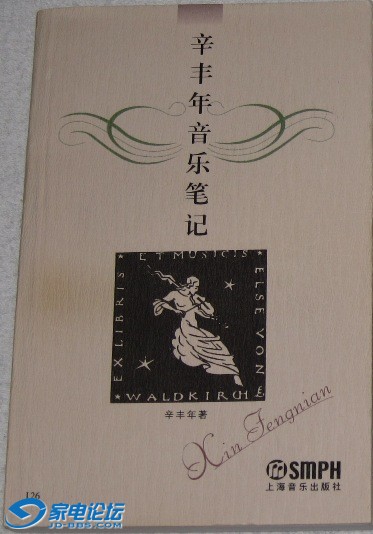 辛丰年音乐笔记
EX LIBRIS
ET MUSICIS
ELSE VON
WALDKIRCH
辛丰年著
Xin Fengnian
SMPH
上海音乐出版社
126
家电论坛
JD-BBS.COM